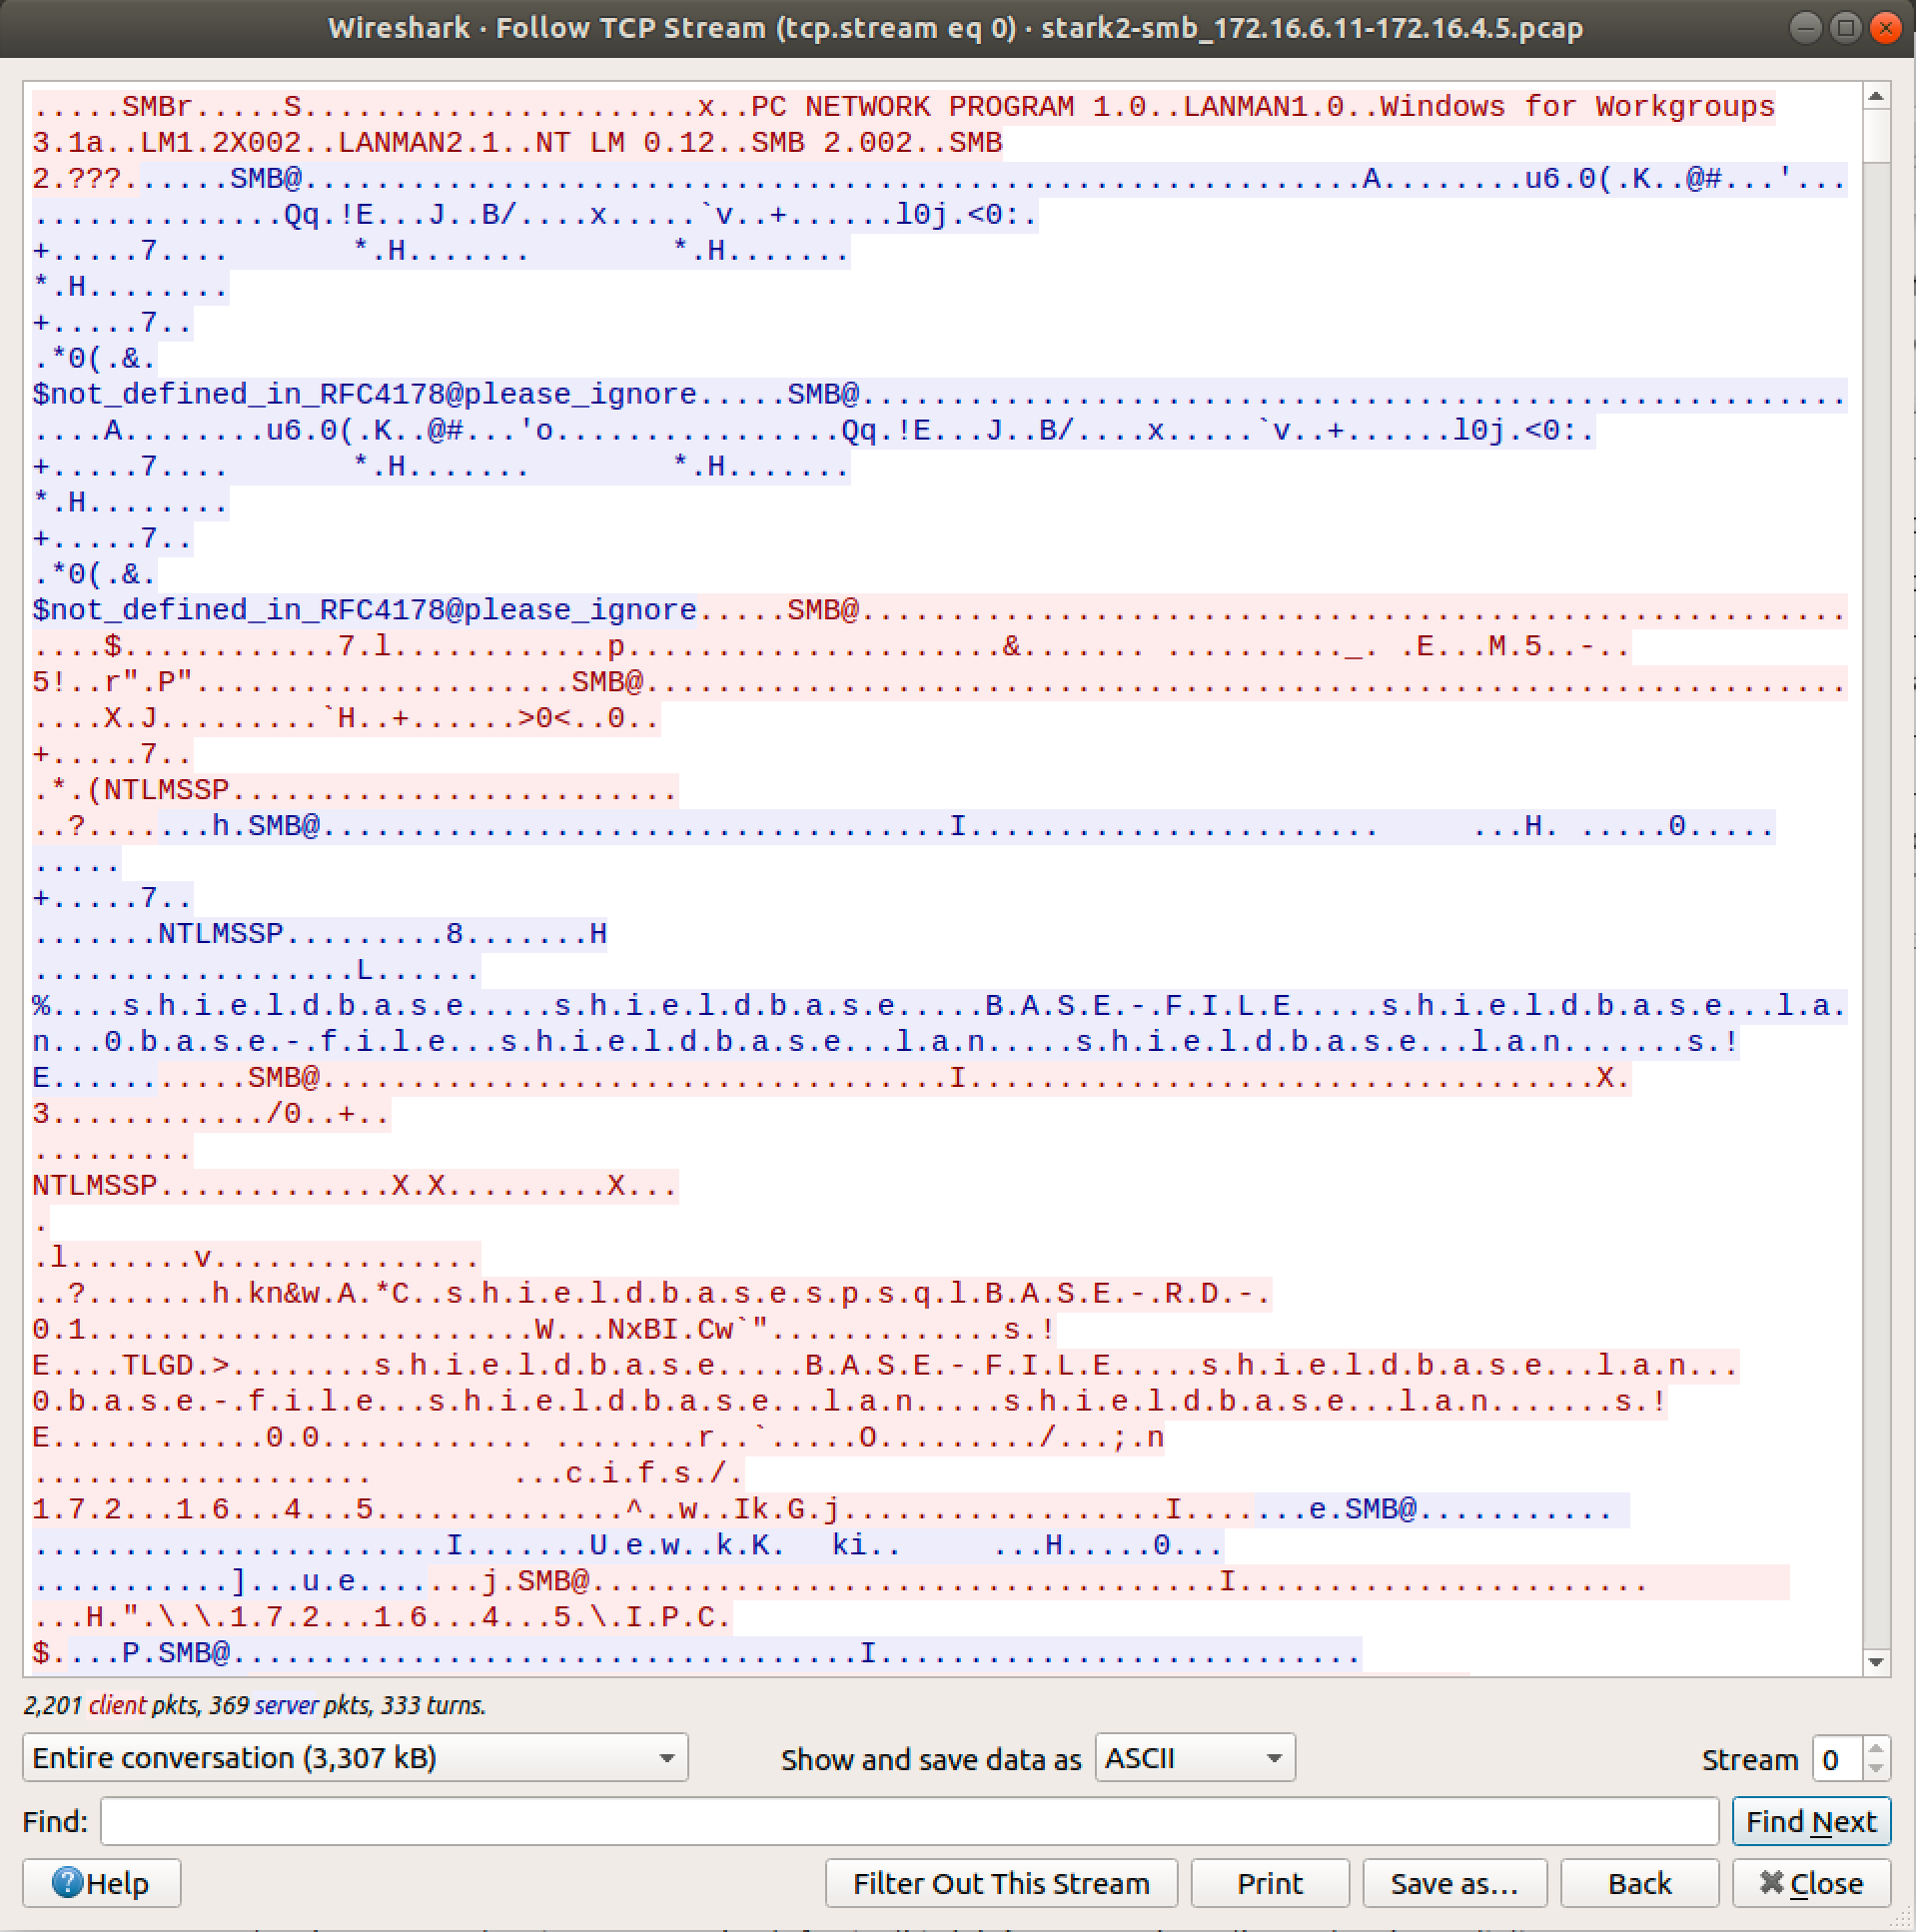 Wireshark · Follow TCP Stream (tcp.stream eq 0) · stark2-smb_172.16.6.11-172.16.4.5.pcap
.....SMBr.....S......................x..PC NETWORK PROGRAM 1.0..LANMAN1.0..Windows for Workgroups
3.1a..LM1.2X002..LANMAN2.1..NT LM 0.12..SMB 2.002..SMB
2.???......SMB@...........................................................A........u6.0(.K..@#...'...
..............Qq.!E...J..B/....x.....`v..+......l0j.<0:.
+.....7....       *.H.......        *.H.......
*.H........
+.....7..
.*0(.&.
$not_defined_in_RFC4178@please_ignore.....SMB@.......................................................
....A........u6.0(.K..@#...'o................Qq.!E...J..B/....x.....`v..+......l0j.<0:.
+.....7....       *.H.......        *.H.......
*.H........
+.....7..
.*0(.&.
$not_defined_in_RFC4178@please_ignore.....SMB@.......................................................
....$............7.l............p.....................&....... .........._. .E...M.5..-..
5!..r".P".....................SMB@...................................................................
....X.J.........`H..+......>0<..0..
+.....7..
.*.(NTLMSSP.........................
..?.......h.SMB@...................................I.......................     ...H. .....0.....
.....
+.....7..
.......NTLMSSP.........8.......H
..................L......
%....s.h.i.e.l.d.b.a.s.e.....s.h.i.e.l.d.b.a.s.e.....B.A.S.E.-.F.I.L.E.....s.h.i.e.l.d.b.a.s.e...l.a.
n...0.b.a.s.e.-.f.i.l.e...s.h.i.e.l.d.b.a.s.e...l.a.n.....s.h.i.e.l.d.b.a.s.e...l.a.n.......s.!
E...........SMB@...................................I...................................X.
3............/0..+..
.........
NTLMSSP.............X.X.........X...
.
.l.......v...............
..?.......h.kn&w.A.*C..s.h.i.e.l.d.b.a.s.e.s.p.s.q.l.B.A.S.E.-.R.D.-.
0.1.........................W...NxBI.Cw`".............s.!
E....TLGD.>........s.h.i.e.l.d.b.a.s.e.....B.A.S.E.-.F.I.L.E.....s.h.i.e.l.d.b.a.s.e...l.a.n...
0.b.a.s.e.-.f.i.l.e...s.h.i.e.l.d.b.a.s.e...l.a.n.....s.h.i.e.l.d.b.a.s.e...l.a.n.......s.!
E............0.0............ ........r..`.....O........./...;.n
...................        ...c.i.f.s./.
1.7.2...1.6...4...5..............^..w..Ik.G.j..................I........e.SMB@...........
.......................I.......U.e.w..k.K.   ki..     ...H.....0...
...........]...u.e.......j.SMB@...................................I.......................
...H.".\.\.1.7.2...1.6...4...5.\.I.P.C.
$....P.SMB@...................................I...........................
2,201 client pkts, 369 server pkts, 333 turns.
Entire conversation (3,307 kB) Show and save data as ASCII Stream 0
Find: Find Next
Help Filter Out This Stream Print Save as... Back Close